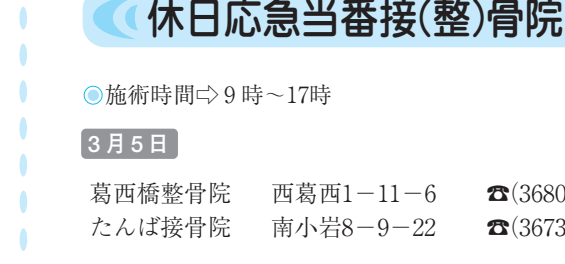 休日応急当番接(整)骨院
◎施術時間⇨9時～17時
3月5日
葛西橋整骨院 西葛西1－11－6 ☎(3680
たんば接骨院 南小岩8－9－22 ☎(3673